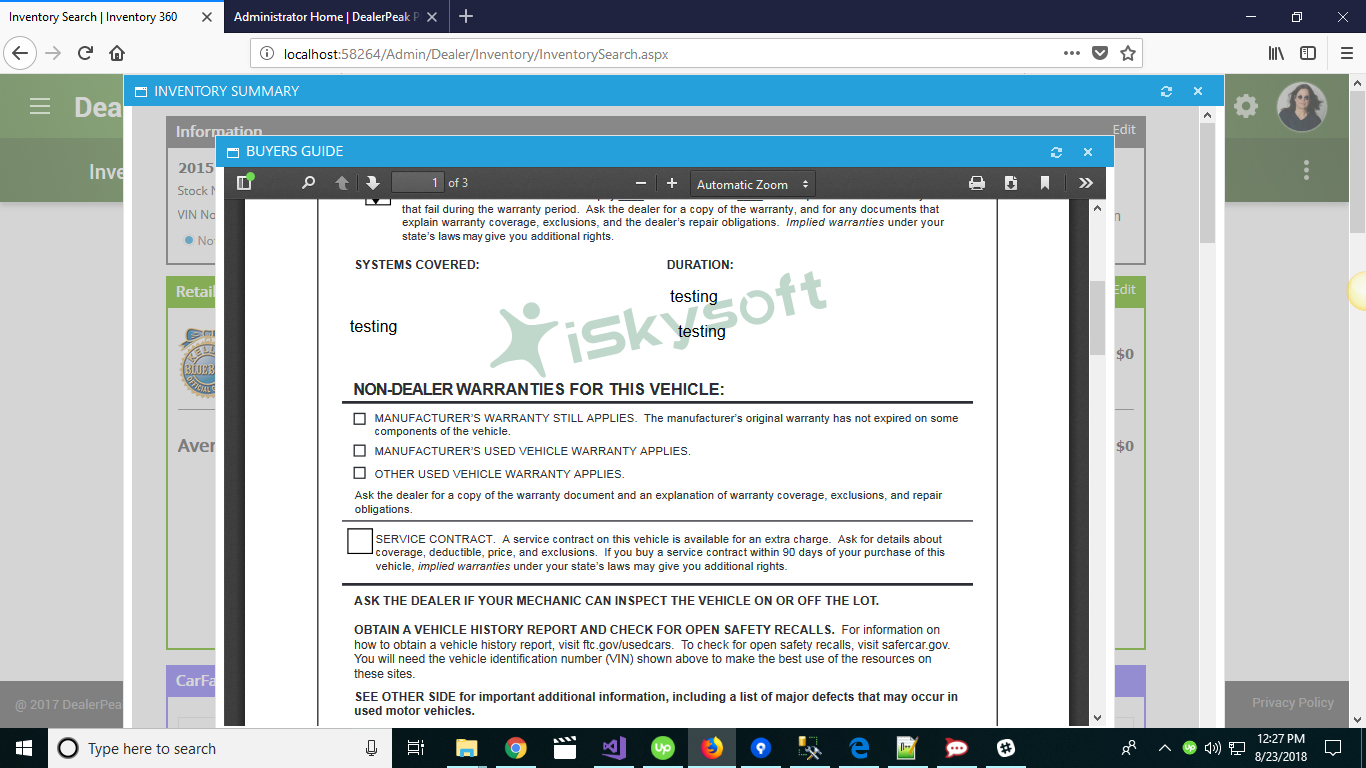 Inventory Search | Inventory 360
Administrator Home | DealerPeak P
localhost:58264/Admin/Dealer/Inventory/InventorySearch.aspx
INVENTORY SUMMARY
Information
Edit
2015
Stock
VIN No
Retail
Edit
$0
$0
BUYERS GUIDE
1 of 3
Automatic Zoom
that fail during the warranty period. Ask the dealer for a copy of the warranty, and for any documents that
explain warranty coverage, exclusions, and the dealer's repair obligations. Implied warranties under your
state's laws may give you additional rights.
SYSTEMS COVERED: DURATION:
testing
testing testing
iSkysoft
NON-DEALER WARRANTIES FOR THIS VEHICLE:
MANUFACTURER'S WARRANTY STILL APPLIES. The manufacturer's original warranty has not expired on some
components of the vehicle.
MANUFACTURER'S USED VEHICLE WARRANTY APPLIES.
OTHER USED VEHICLE WARRANTY APPLIES.
Ask the dealer for a copy of the warranty document and an explanation of warranty coverage, exclusions, and repair
obligations.
SERVICE CONTRACT. A service contract on this vehicle is available for an extra charge. Ask for details about
coverage, deductible, price, and exclusions. If you buy a service contract within 90 days of your purchase of this
vehicle, implied warranties under your state's laws may give you additional rights.
ASK THE DEALER IF YOUR MECHANIC CAN INSPECT THE VEHICLE ON OR OFF THE LOT.
OBTAIN A VEHICLE HISTORY REPORT AND CHECK FOR OPEN SAFETY RECALLS. For information on
how to obtain a vehicle history report, visit ftc.gov/usedcars. To check for open safety recalls, visit safercar.gov.
You will need the vehicle identification number (VIN) shown above to make the best use of the resources on
these sites.
SEE OTHER SIDE for important additional information, including a list of major defects that may occur in
used motor vehicles.
CarFa
@ 2017 DealerPea
Privacy Policy
Type here to search
12:27 PM
8/23/2018